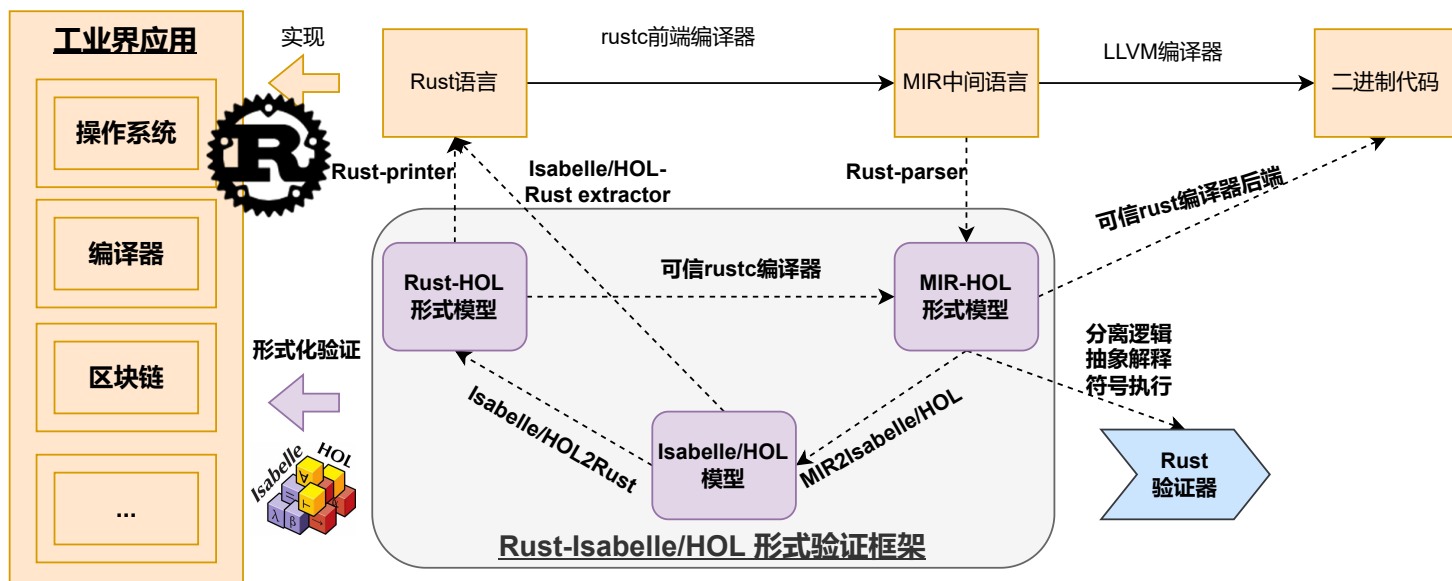 工业界应用
操作系统
编译器
区块链
...
实现
形式化验证
R
Isabelle
HOL
λ
β
=
∀
T
rustc前端编译器
LLVM编译器
Rust语言
MIR中间语言
二进制代码
Rust-printer
Isabelle/HOL-
Rust extractor
Rust-parser
可信rust编译器后端
Rust-HOL
形式模型
可信rustc编译器
MIR-HOL
形式模型
分离逻辑
抽象解释
符号执行
Isabelle/HOL2Rust
Isabelle/HOL
模型
MIR2Isabelle/HOL
Rust
验证器
Rust-Isabelle/HOL 形式验证框架